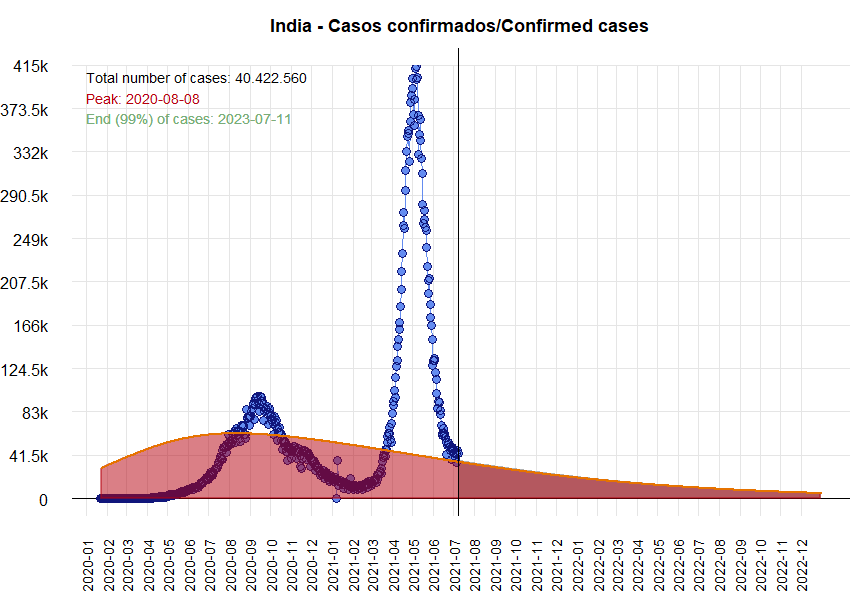 India - Casos confirmados/Confirmed cases
Total number of cases: 40.422.560
Peak: 2020-08-08
End (99%) of cases: 2023-07-11
415k
373.5k
332k
290.5k
249k
207.5k
166k
124.5k
83k
41.5k
0
2020-01
2020-02
2020-03
2020-04
2020-05
2020-06
2020-07
2020-08
2020-09
2020-10
2020-11
2020-12
2021-01
2021-02
2021-03
2021-04
2021-05
2021-06
2021-07
2021-08
2021-09
2021-10
2021-11
2021-12
2022-01
2022-02
2022-03
2022-04
2022-05
2022-06
2022-07
2022-08
2022-09
2022-10
2022-11
2022-12